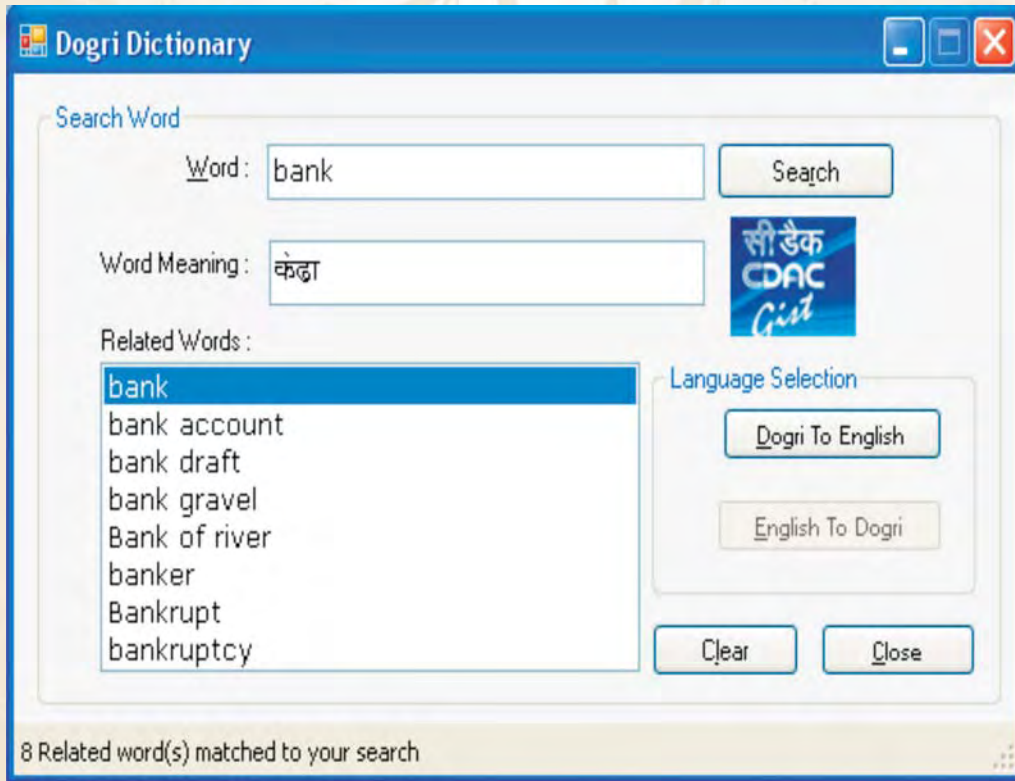 Dogri Dictionary
Search Word
Word : bank Search
Word Meaning : कंढा
सी डैक
CDAC
Gist
Related Words :
bank
bank account
bank draft
bank gravel
Bank of river
banker
Bankrupt
bankruptcy
Language Selection
Dogri To English
English To Dogri
Clear Close
8 Related word(s) matched to your search